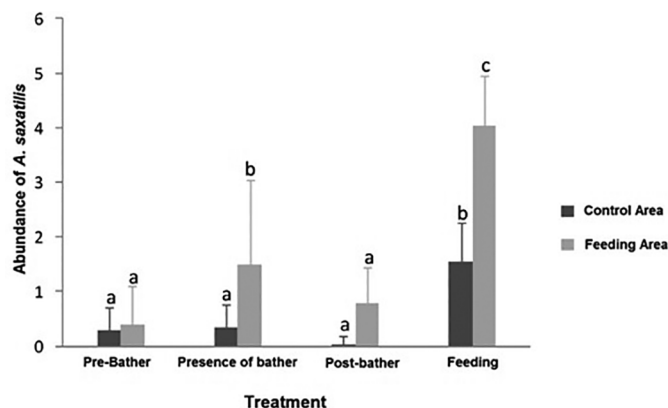 6
5
4
3
2
1
0
Abundance of A. saxatilis
a a
a b
a a
b c
Pre-Bather Presence of bather Post-bather Feeding
Treatment
Control Area
Feeding Area